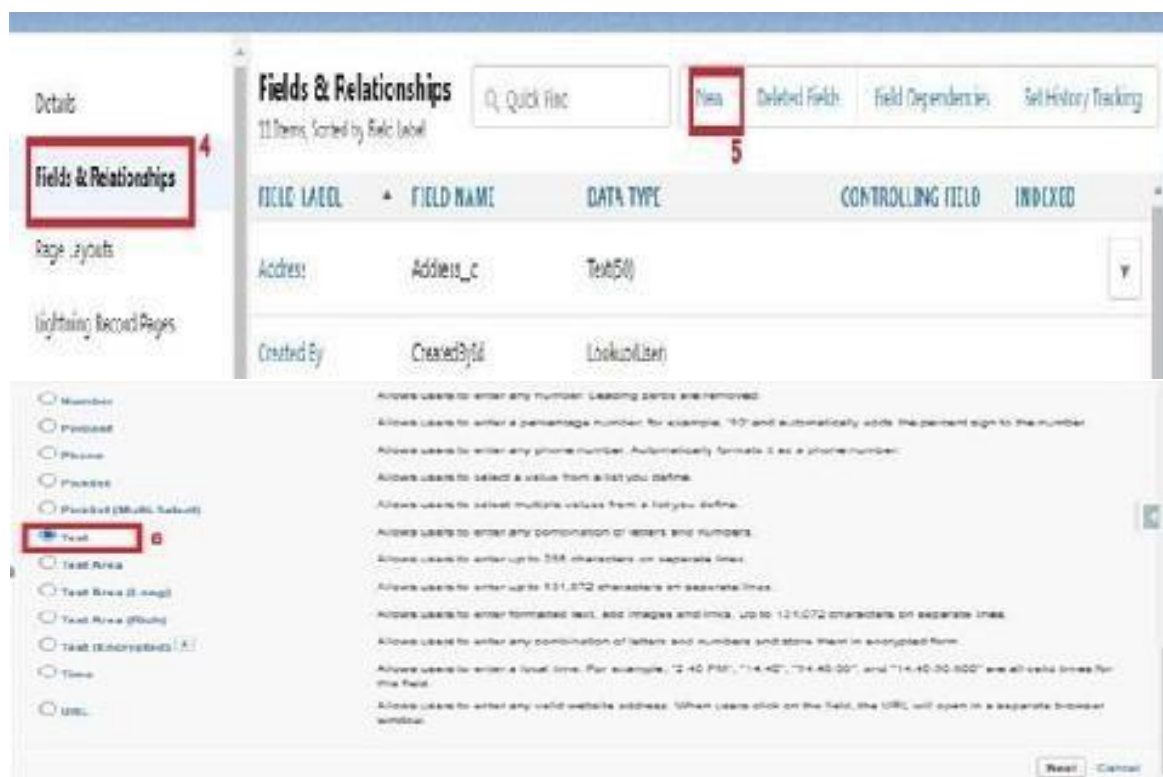 Details
Fields & Relationships
4
Page Layouts
Lightning Record Pages
Fields & Relationships
11 Items, Sorted by Field Label
Quick Find
New
Deleted Fields
Field Dependencies
Set History Tracking
5
FIELD LABEL
FIELD NAME
DATA TYPE
CONTROLLING FIELD
INDEXED
Address
Address__c
Text(50)
Created By
CreatedById
Lookup(User)
Number
Allows users to enter any number. Leading zeros are removed.
Percent
Allows users to enter a percentage number, for example, '10' and automatically adds the percent sign to the number.
Phone
Allows users to enter any phone number. Automatically formats it as a phone number.
Picklist
Allows users to select a value from a list you define.
Picklist (Multi-Select)
Allows users to select multiple values from a list you define.
Text
6
Allows users to enter any combination of letters and numbers.
Text Area
Allows users to enter up to 255 characters on separate lines.
Text Area (Long)
Allows users to enter up to 131,072 characters on separate lines.
Text Area (Rich)
Allows users to enter formatted text, add images and links. Up to 131,072 characters on separate lines.
Text (Encrypted)
Allows users to enter any combination of letters and numbers and store them in encrypted form.
Time
Allows users to enter a local time. For example, "2:40 PM", "14:40", "14:40:00", and "14:40:50.600" are all valid times for
this field.
URL
Allows users to enter any valid website address. When users click on the field, the URL will open in a separate browser
window.
Next
Cancel